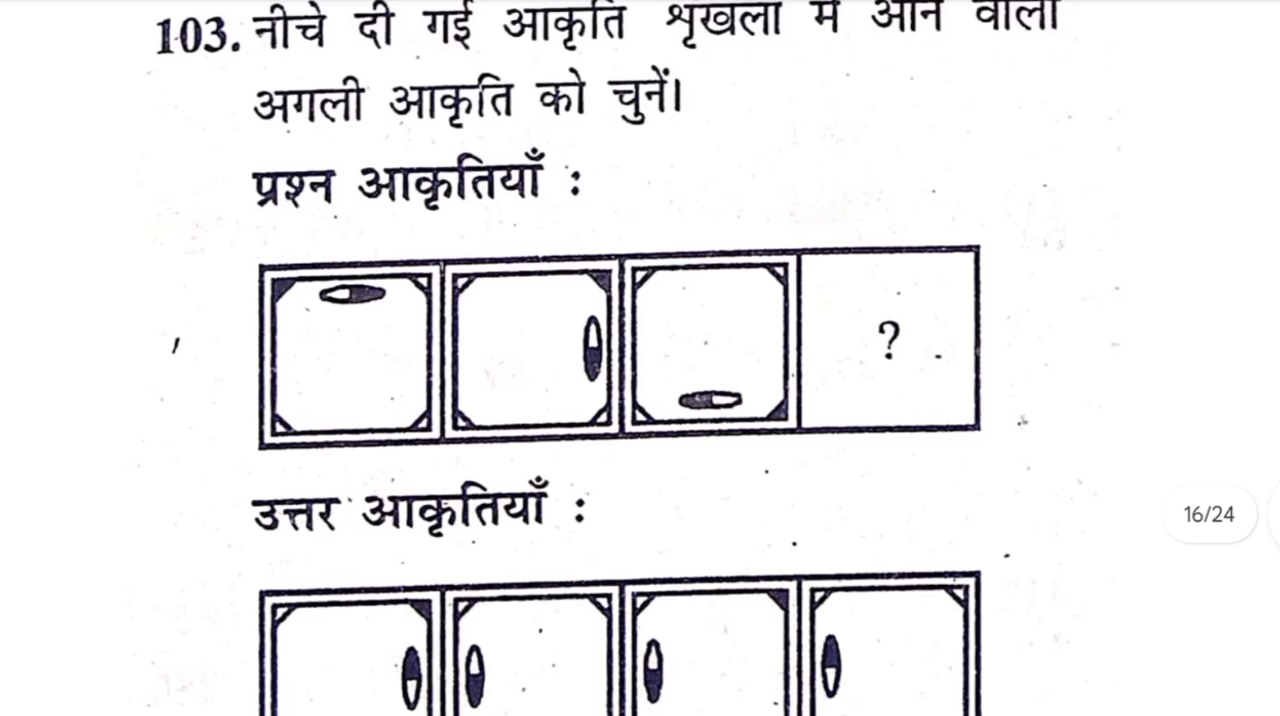 103. नीचे दी गई आकृति शृंखला में आने वाली
अगली आकृति को चुनें।
प्रश्न आकृतियाँ :
?
उत्तर आकृतियाँ :
16/24